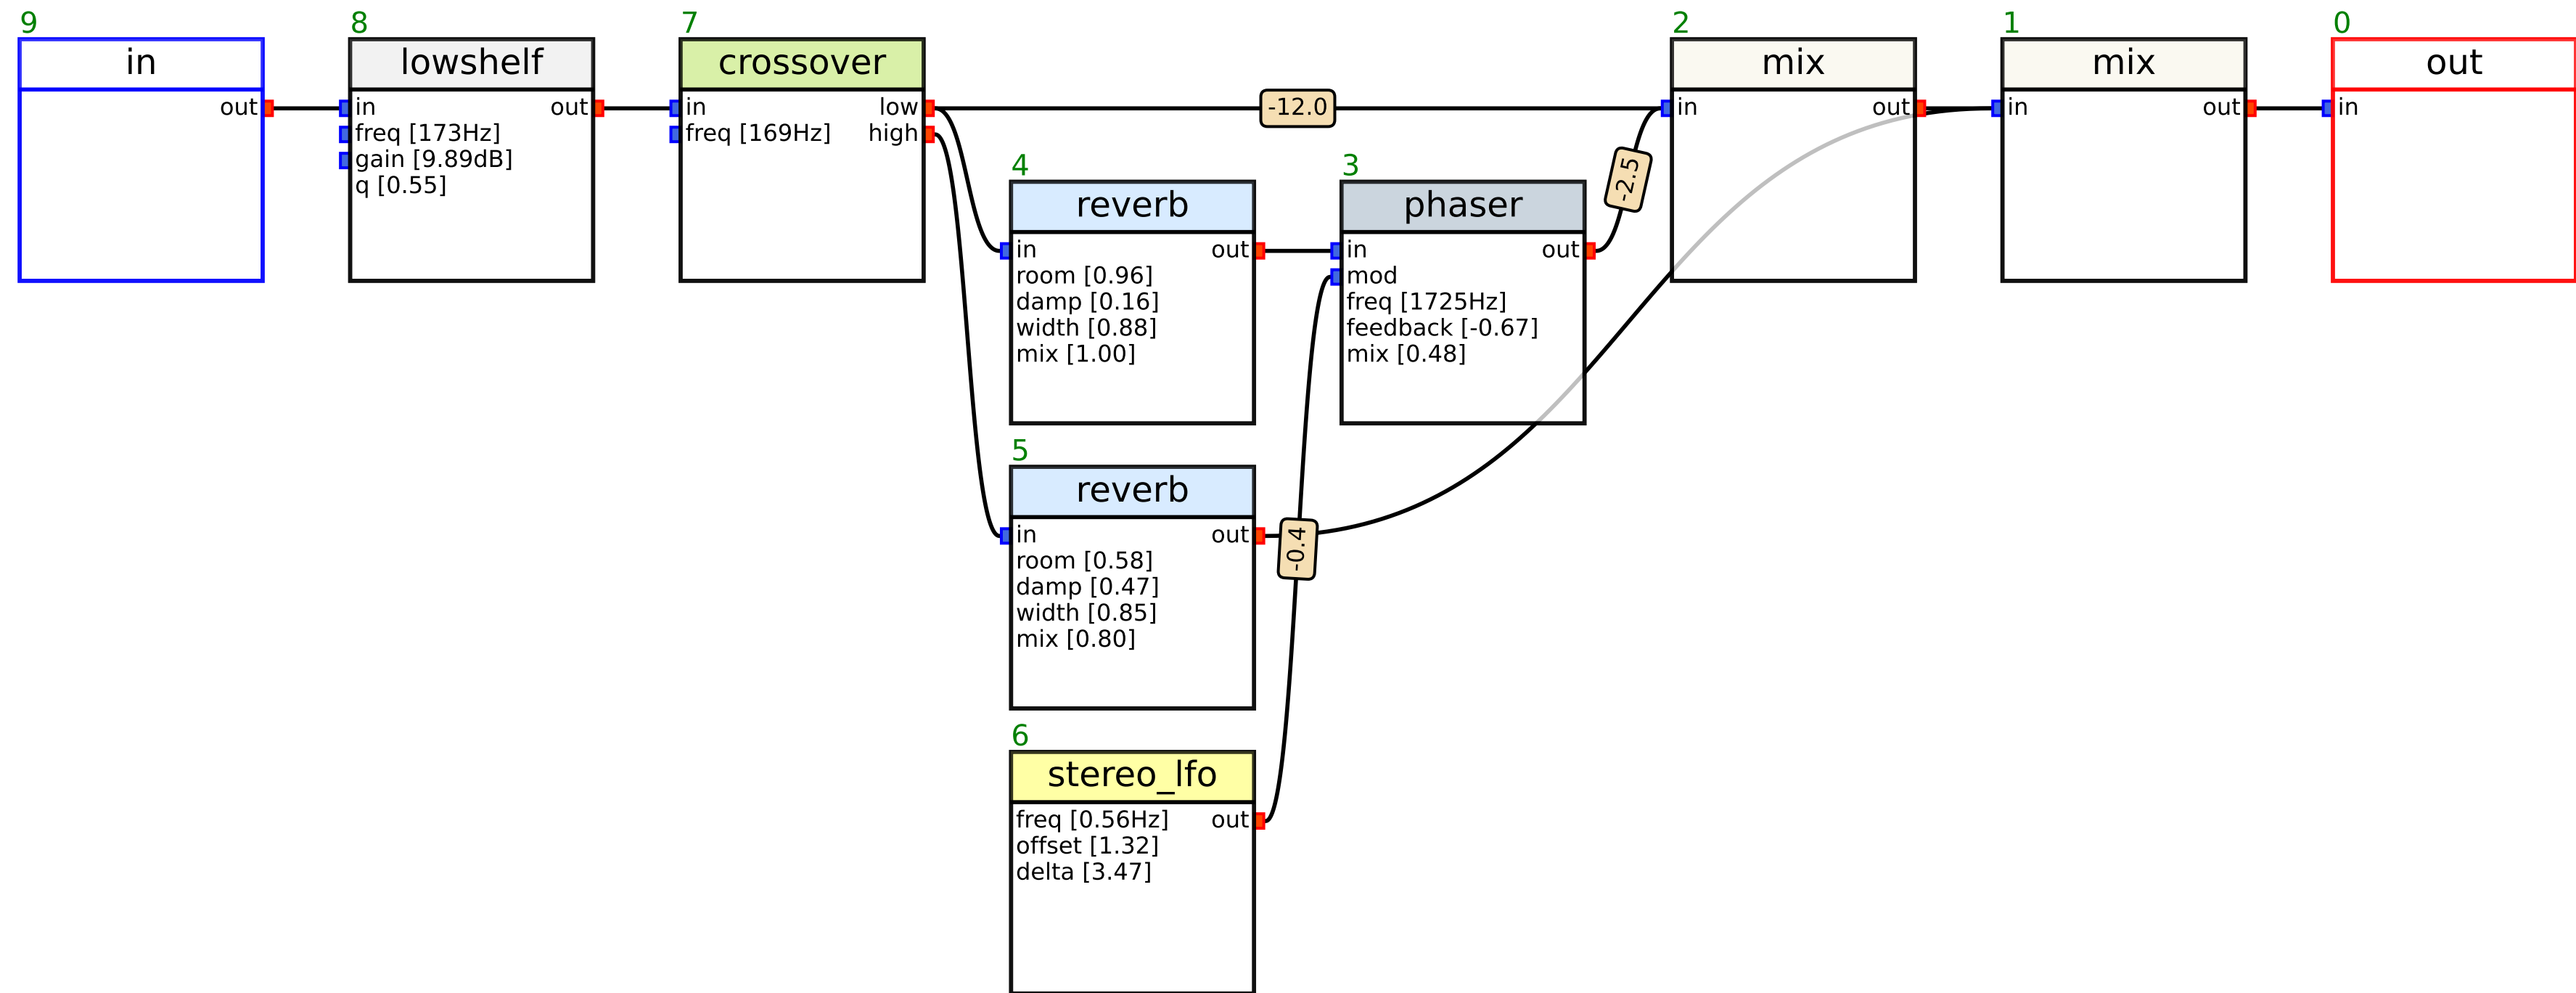 9
in
out
8
lowshelf
in out
freq [173Hz]
gain [9.89dB]
q [0.55]
7
crossover
in low
freq [169Hz] high
-12.0
2
mix
in out
1
mix
in out
0
out
in
4
reverb
in out
room [0.96]
damp [0.16]
width [0.88]
mix [1.00]
3
phaser
in out
mod
freq [1725Hz]
feedback [-0.67]
mix [0.48]
-2.5
5
reverb
in out
room [0.58]
damp [0.47]
width [0.85]
mix [0.80]
-0.4
6
stereo_lfo
freq [0.56Hz] out
offset [1.32]
delta [3.47]